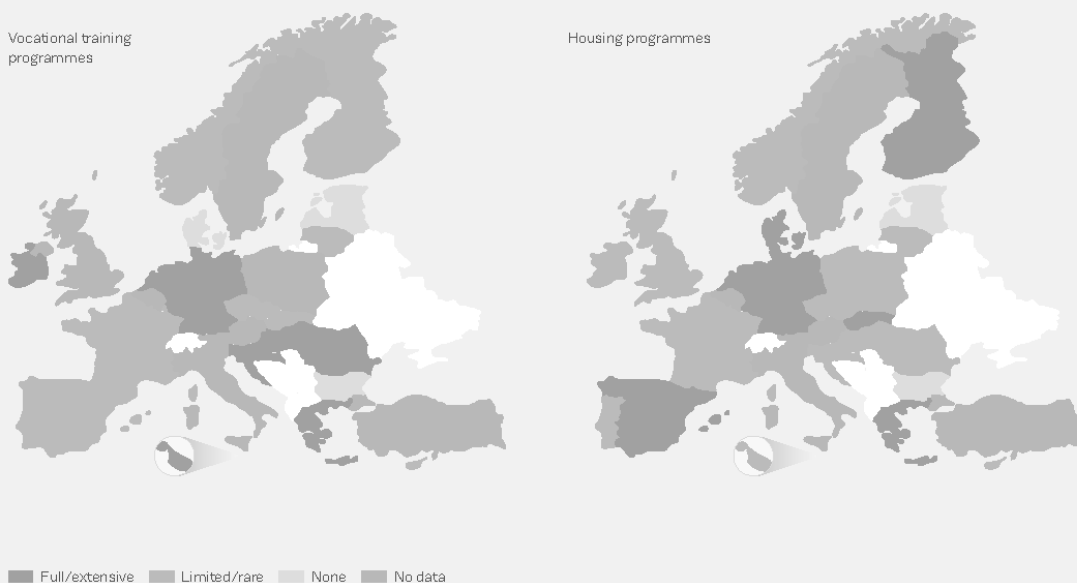 Vocational training
programmes
Housing programmes
Full/extensive
Limited/rare
None
No data